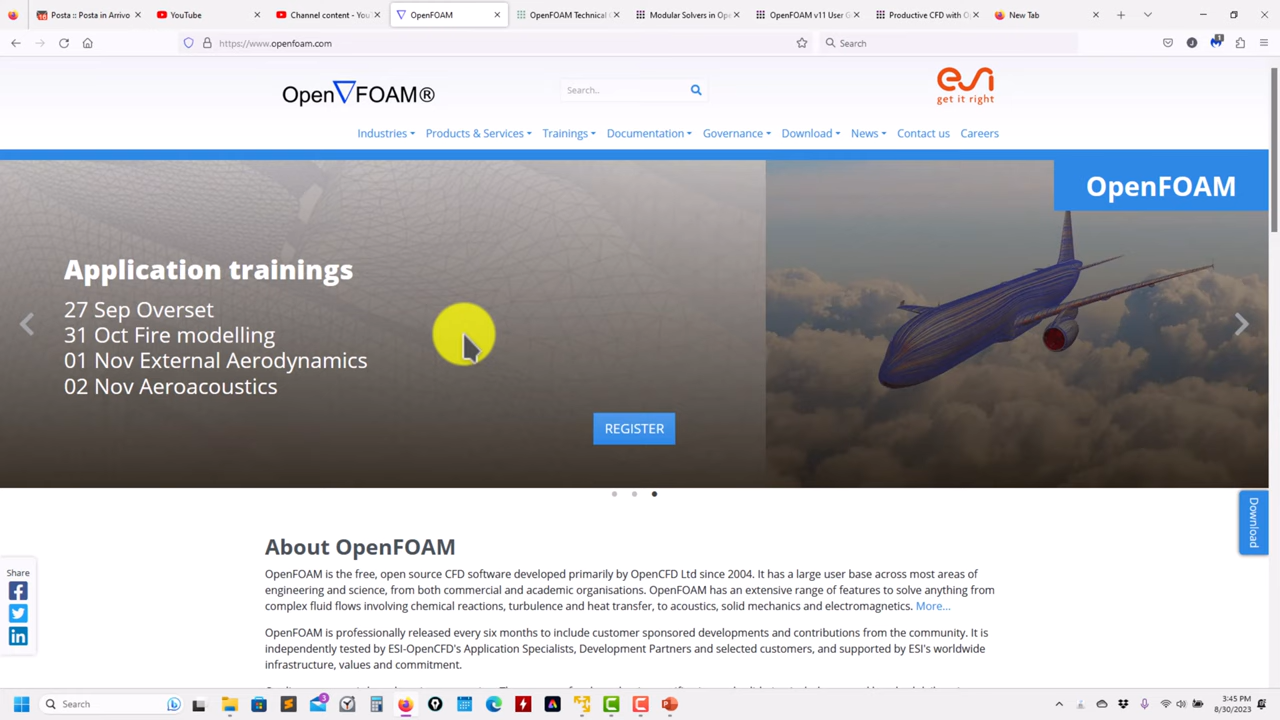 Posta :: Posta in Arrivo
YouTube
Channel content - You
OpenFOAM
OpenFOAM Technical G
Modular Solvers in Ope
OpenFOAM v11 User G
Productive CFD with O
New Tab
https://www.openfoam.com
Search
1
Open FOAM®
Search..
esi
get it right
Industries
Products & Services
Trainings
Documentation
Governance
Download
News
Contact us
Careers
OpenFOAM
Application trainings
27 Sep Overset
31 Oct Fire modelling
01 Nov External Aerodynamics
02 Nov Aeroacoustics
REGISTER
Download
About OpenFOAM
OpenFOAM is the free, open source CFD software developed primarily by OpenCFD Ltd since 2004. It has a large user base across most areas of
engineering and science, from both commercial and academic organisations. OpenFOAM has an extensive range of features to solve anything from
complex fluid flows involving chemical reactions, turbulence and heat transfer, to acoustics, solid mechanics and electromagnetics. More...
Share
OpenFOAM is professionally released every six months to include customer sponsored developments and contributions from the community. It is
independently tested by ESI-OpenCFD's Application Specialists, Development Partners and selected customers, and supported by ESI's worldwide
infrastructure, values and commitment.
Search
3
3:45 PM
8/30/2023